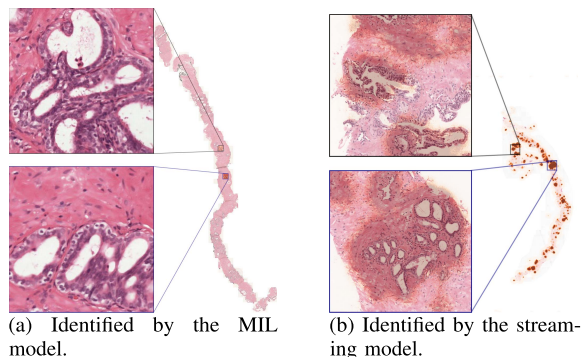 (a) Identified by the MIL
model.
(b) Identified by the stream-
ing model.